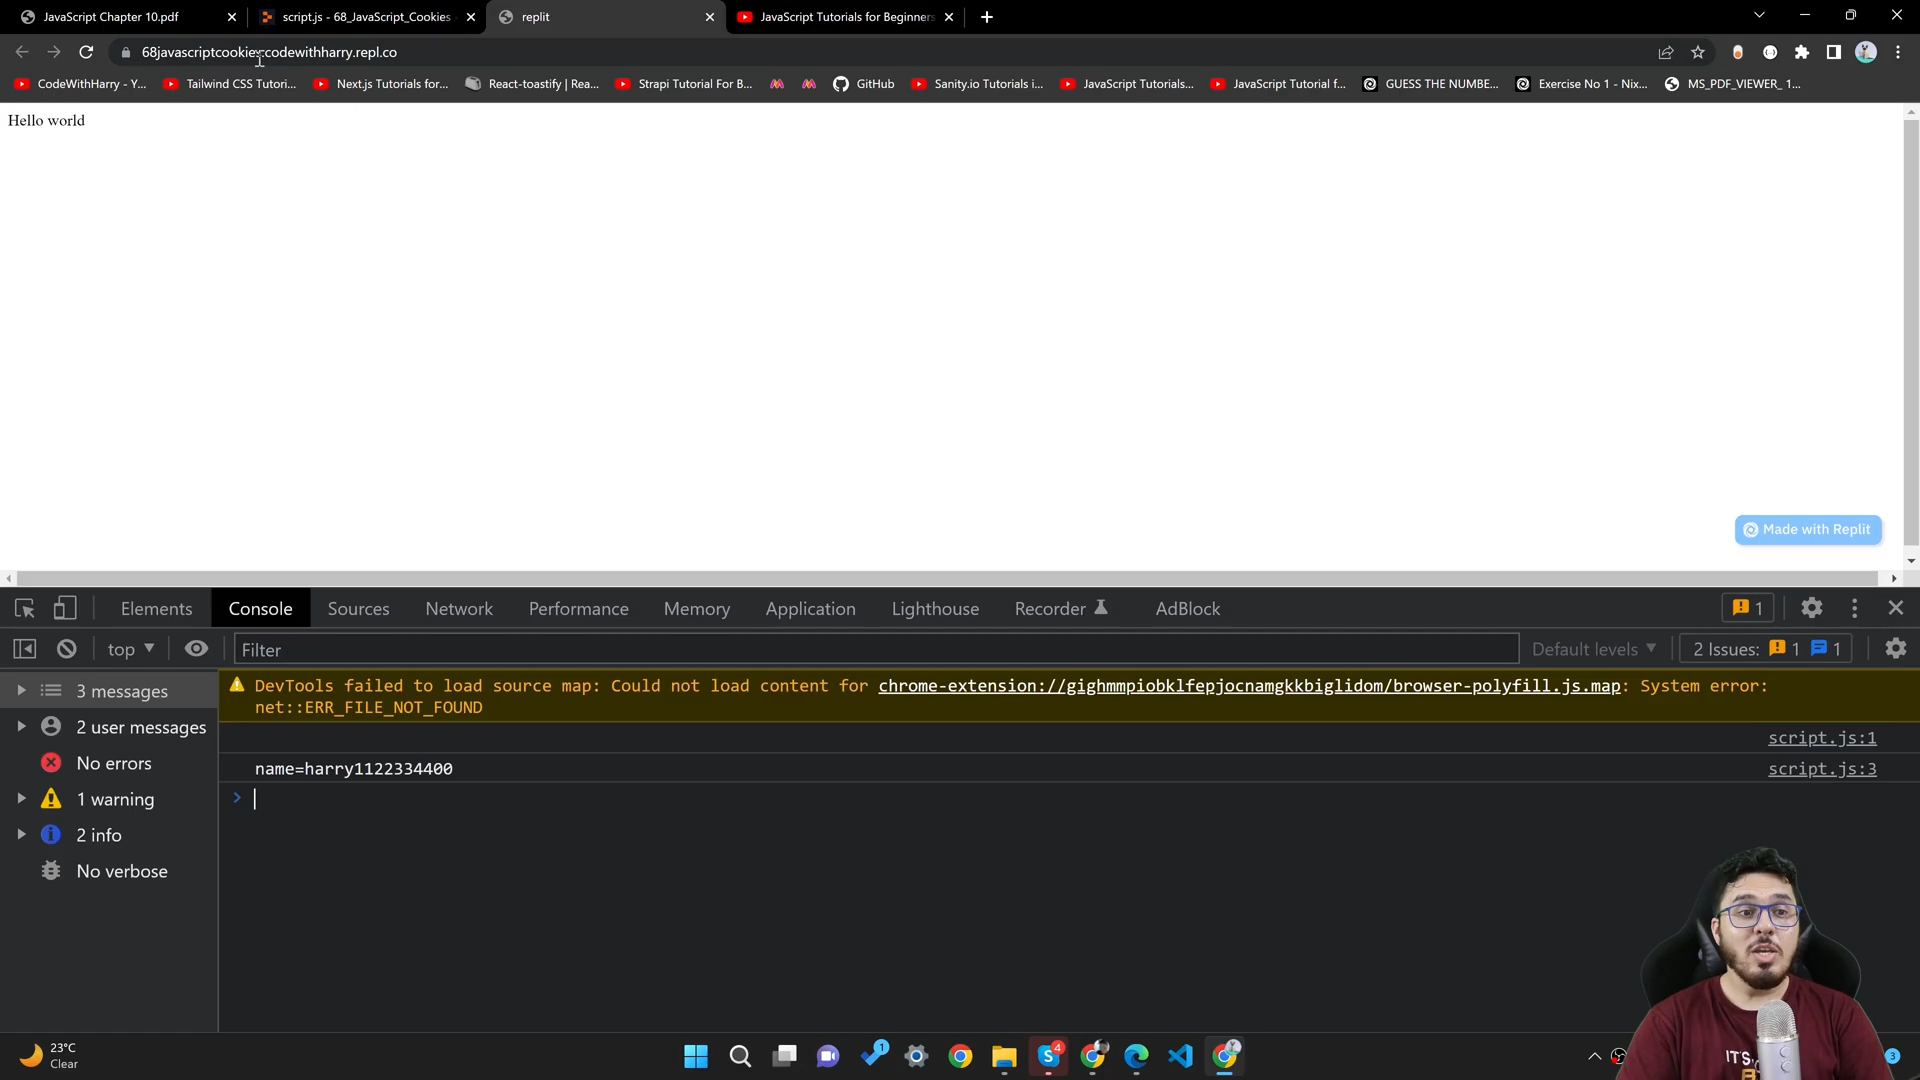 JavaScript Chapter 10.pdf
script.js - 68_JavaScript_Cookies
replit
JavaScript Tutorials for Beginners
68javascriptcookies.codewithharry.repl.co
CodeWithHarry - Y...
Tailwind CSS Tutori...
Next.js Tutorials for...
React-toastify | Rea...
Strapi Tutorial For B...
GitHub
Sanity.io Tutorials i...
JavaScript Tutorials...
JavaScript Tutorial f...
GUESS THE NUMBE...
Exercise No 1 - Nix...
MS_PDF_VIEWER_ 1...
Hello world
Made with Replit
Elements
Console
Sources
Network
Performance
Memory
Application
Lighthouse
Recorder
AdBlock
1
top
Filter
Default levels
2 Issues: 1 1
3 messages
2 user messages
No errors
1 warning
2 info
No verbose
DevTools failed to load source map: Could not load content for chrome-extension://gighmmpiobklfepjocnamgkkbiglidom/browser-polyfill.js.map: System error:
net::ERR_FILE_NOT_FOUND
script.js:1
name=harry1122334400
script.js:3
23°C
Clear
1
4
3
IT'S